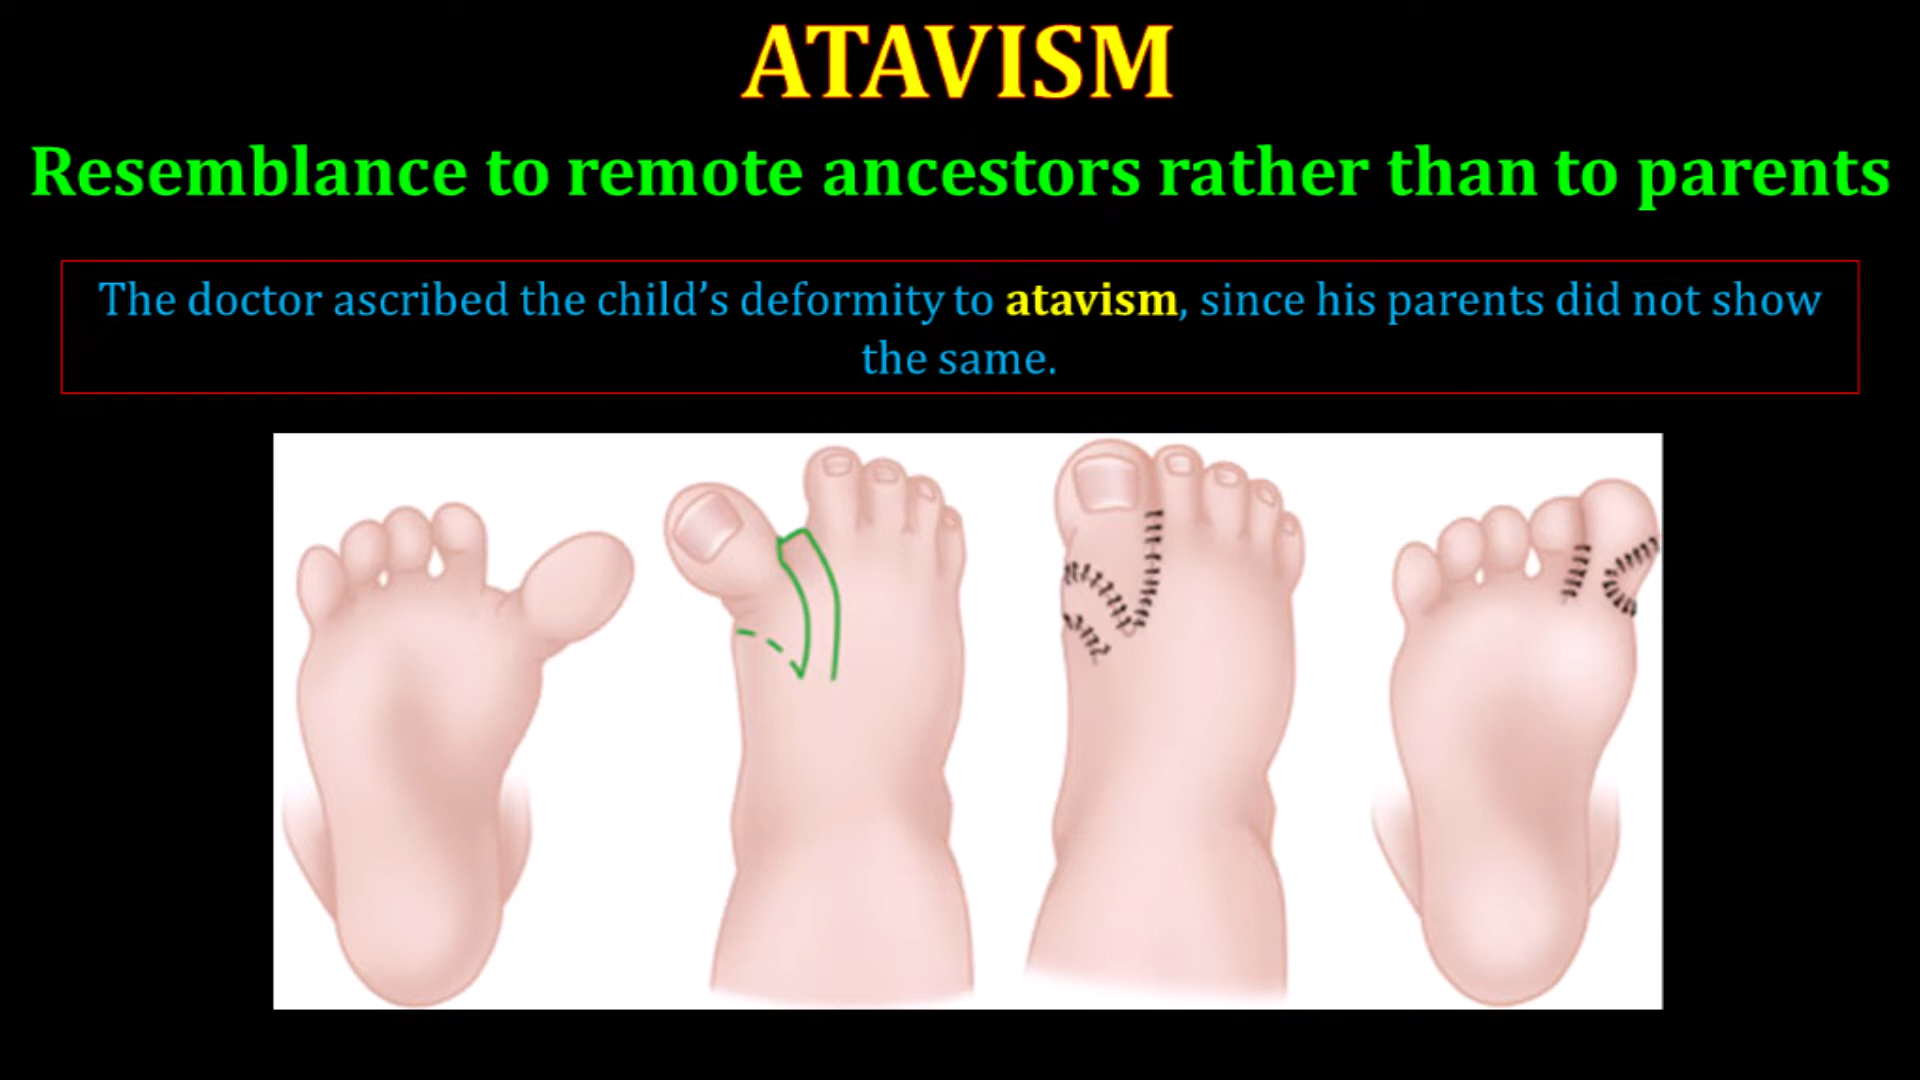 ATAVISM
Resemblance to remote ancestors rather than to parents
The doctor ascribed the child’s deformity to atavism, since his parents did not show
the same.